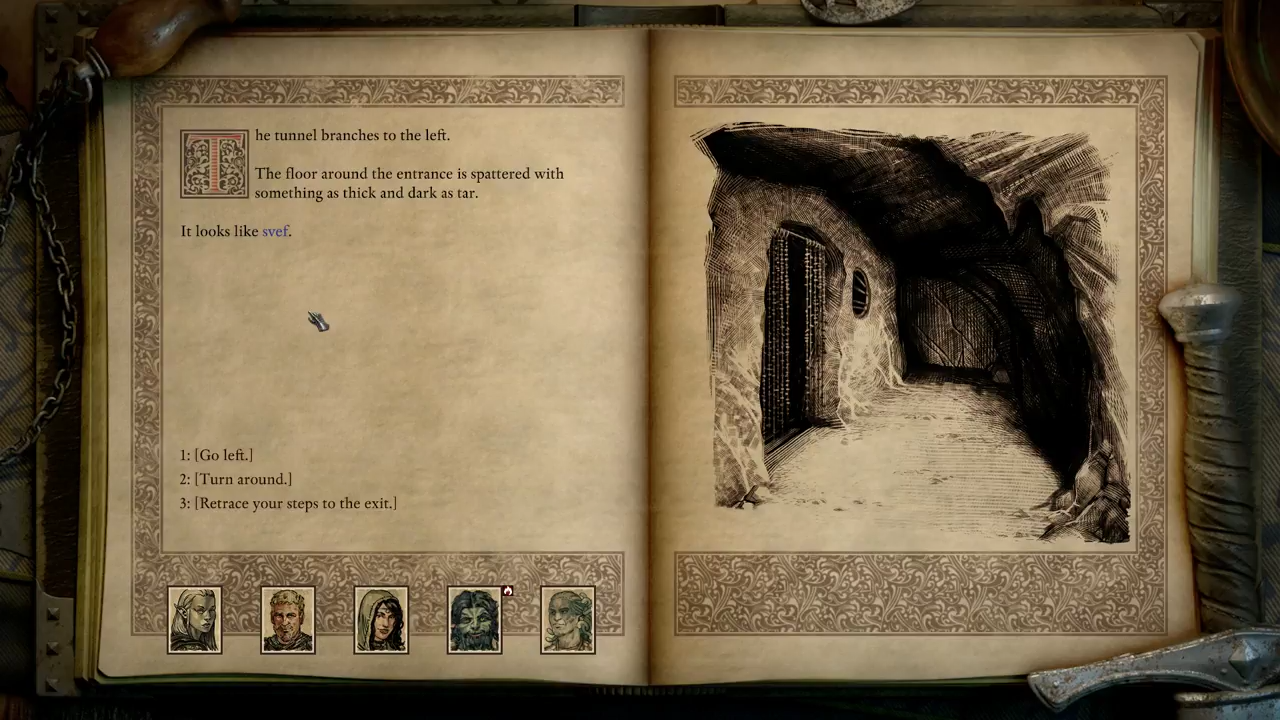 The tunnel branches to the left.
The floor around the entrance is spattered with
something as thick and dark as tar.
It looks like svef.
1: [Go left.]
2: [Turn around.]
3: [Retrace your steps to the exit.]